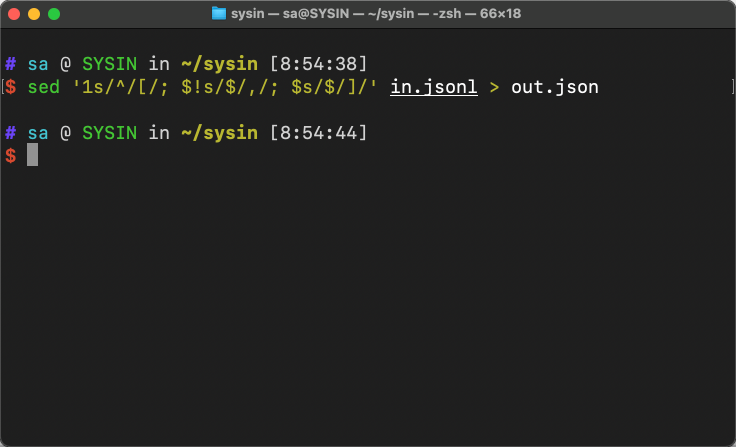 sysin — sa@SYSIN — ~/sysin — -zsh — 66×18
# sa @ SYSIN in ~/sysin [8:54:38]
$ sed '1s/^/[/; $!s/$/,/; $s/$/]/' in.jsonl > out.json
# sa @ SYSIN in ~/sysin [8:54:44]
$